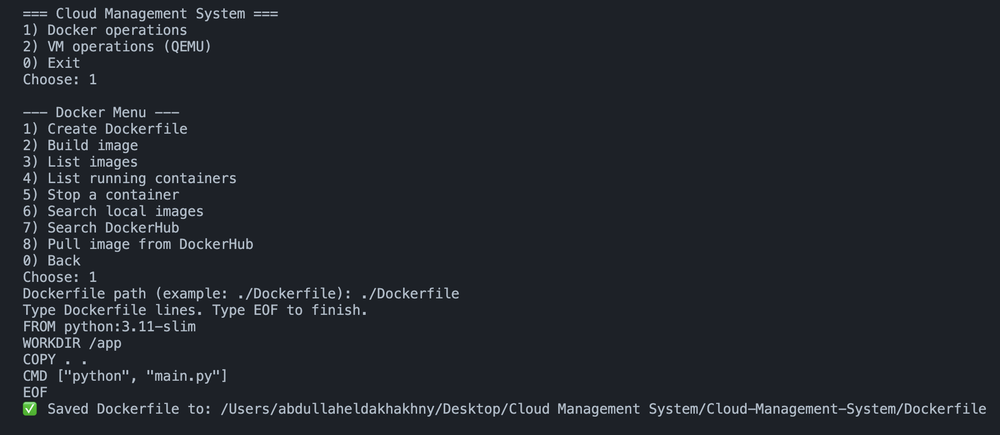 === Cloud Management System ===
1) Docker operations
2) VM operations (QEMU)
0) Exit
Choose: 1
--- Docker Menu ---
1) Create Dockerfile
2) Build image
3) List images
4) List running containers
5) Stop a container
6) Search local images
7) Search DockerHub
8) Pull image from DockerHub
0) Back
Choose: 1
Dockerfile path (example: ./Dockerfile): ./Dockerfile
Type Dockerfile lines. Type EOF to finish.
FROM python:3.11-slim
WORKDIR /app
COPY . .
CMD ["python", "main.py"]
EOF
✅ Saved Dockerfile to: /Users/abdullaheldakhakhny/Desktop/Cloud Management System/Cloud-Management-System/Dockerfile